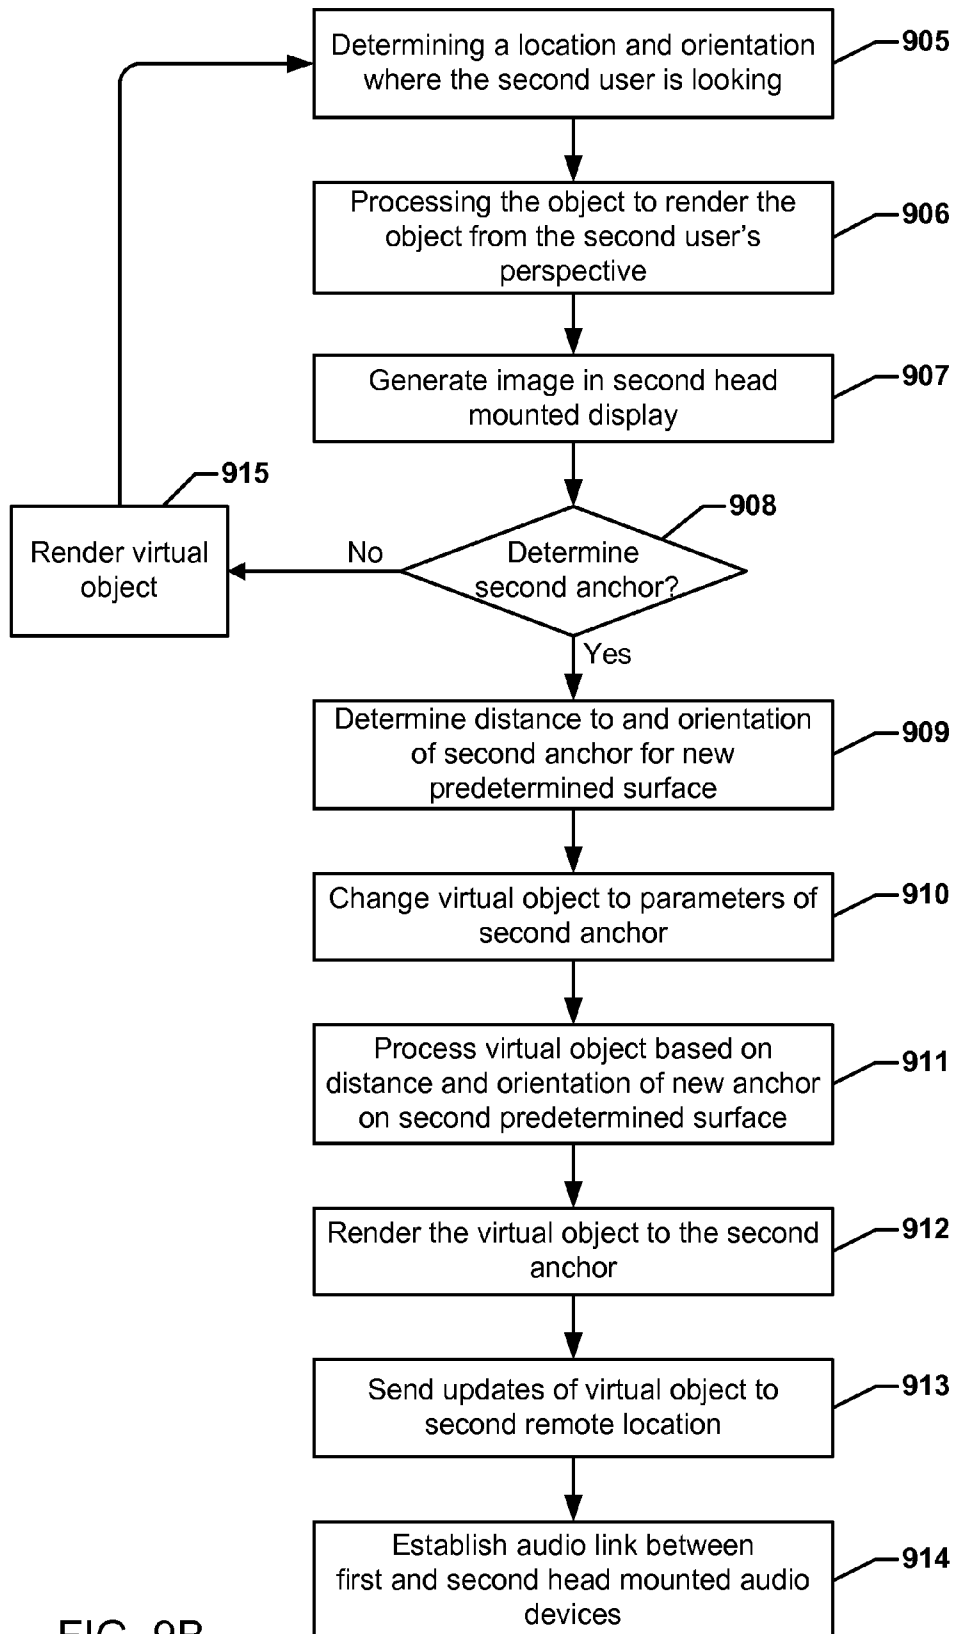 Determining a location and orientation
where the second user is looking
905
Processing the object to render the
object from the second user's
perspective
906
Generate image in second head
mounted display
907
915
Render virtual
object
No
Determine
second anchor?
908
Yes
Determine distance to and orientation
of second anchor for new
predetermined surface
909
Change virtual object to parameters of
second anchor
910
Process virtual object based on
distance and orientation of new anchor
on second predetermined surface
911
Render the virtual object to the second
anchor
912
Send updates of virtual object to
second remote location
913
Establish audio link between
first and second head mounted audio
devices
914
FIG. 9B